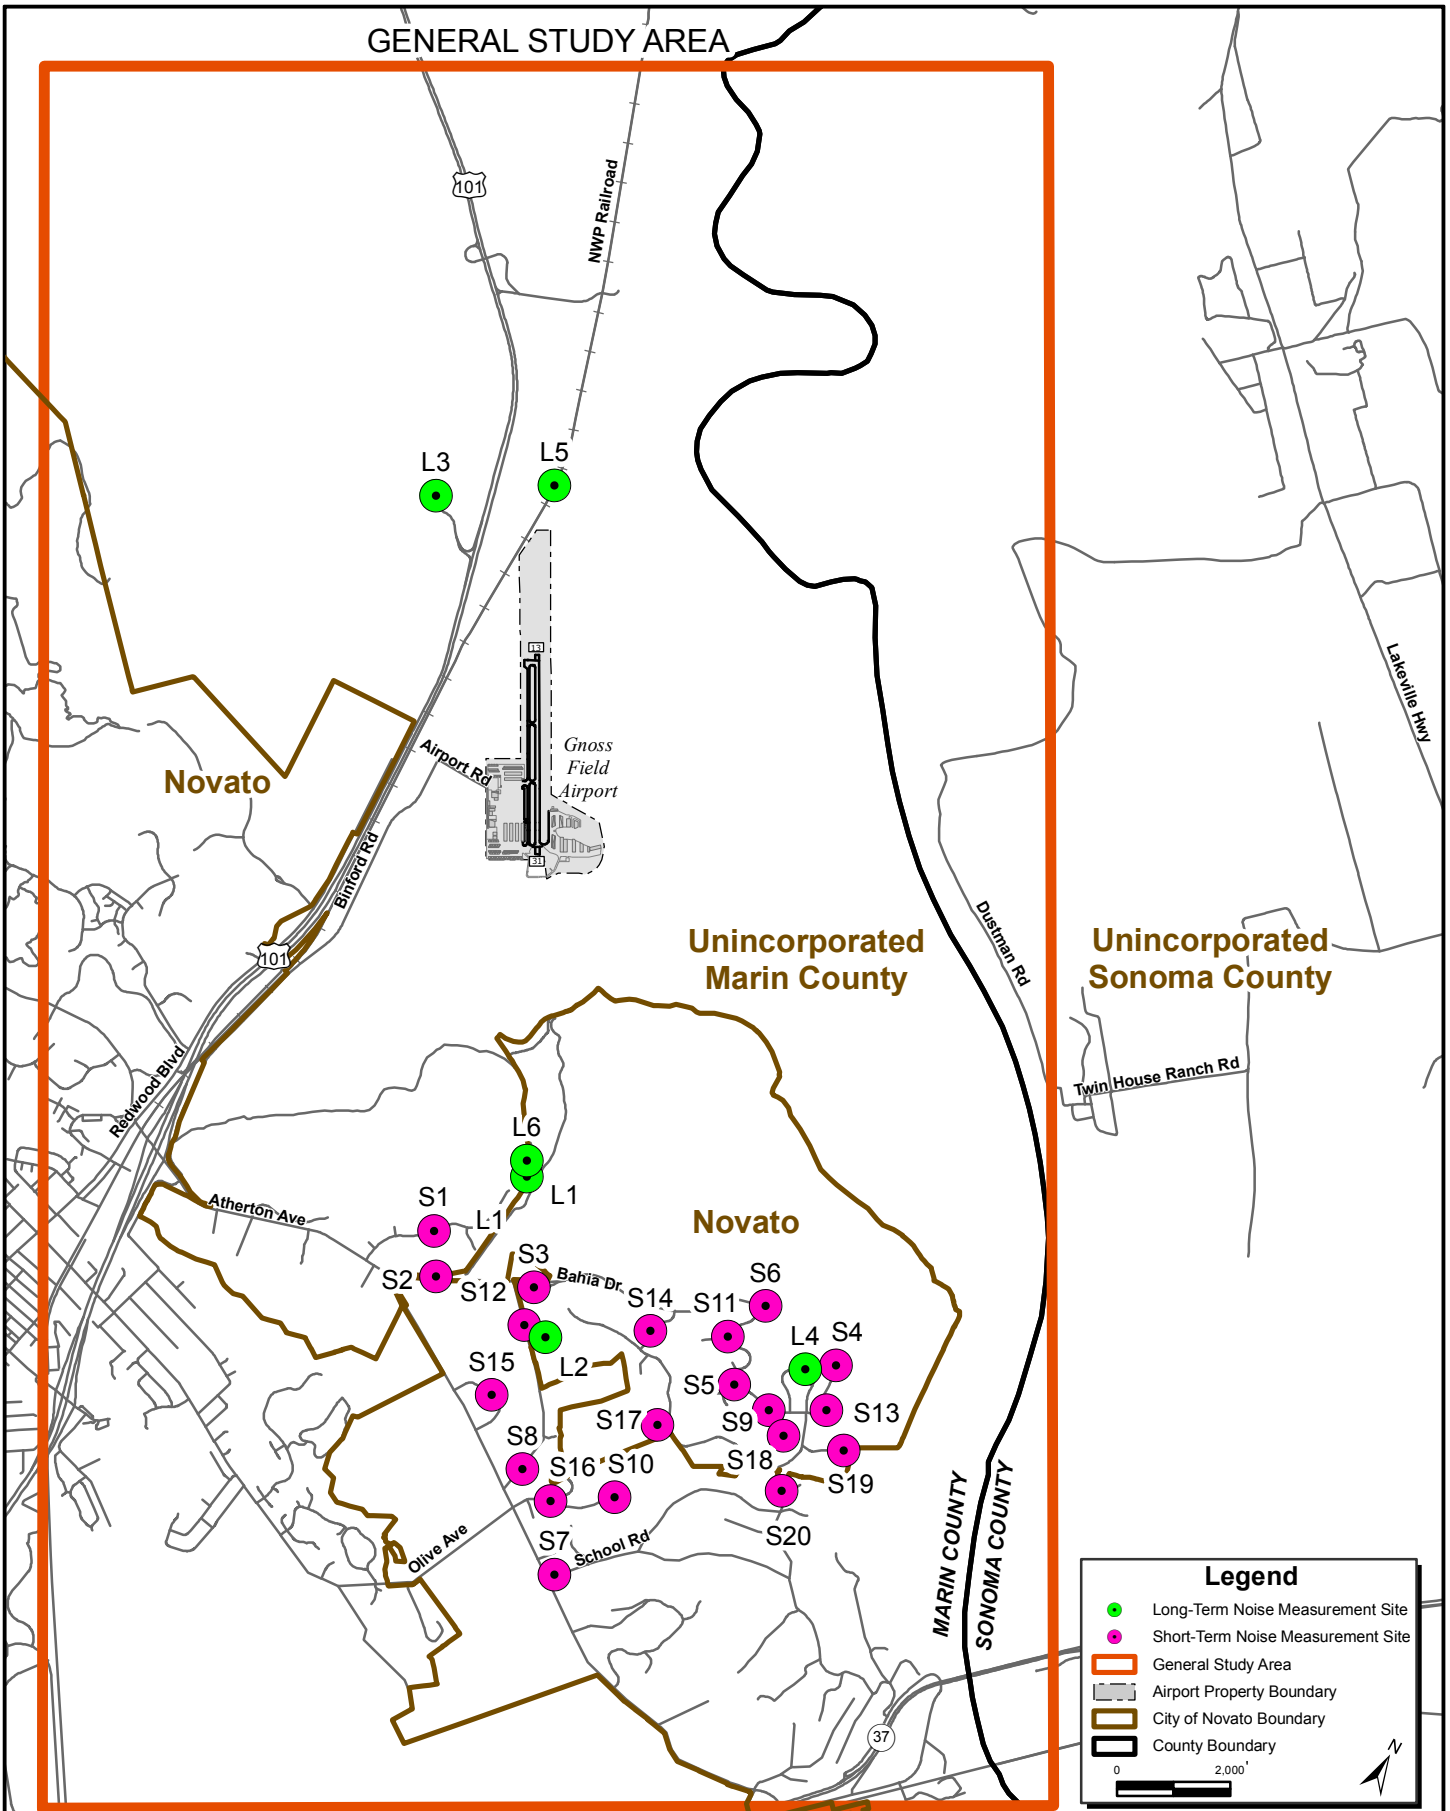 GENERAL STUDY AREA
101
NWP Railroad
L3
L5
13
Lakeville Hwy
Airport Rd
Gnoss
Field
Airport
Novato
Binford Rd
31
Dustman Rd
Unincorporated
Marin County
Unincorporated
Sonoma County
101
Redwood Blvd
Twin House Ranch Rd
L6
L1
Atherton Ave
S1
L1
Novato
S2
S12
S3
Bahia Dr
S6
S14
S11
L4
S4
L2
S15
S5
S9
S13
S17
S8
S18
S16
S10
S19
S20
Olive Ave
S7
School Rd
MARIN COUNTY
SONOMA COUNTY
37
Legend
Long-Term Noise Measurement Site
Short-Term Noise Measurement Site
General Study Area
Airport Property Boundary
City of Novato Boundary
County Boundary
0 2,000'
N